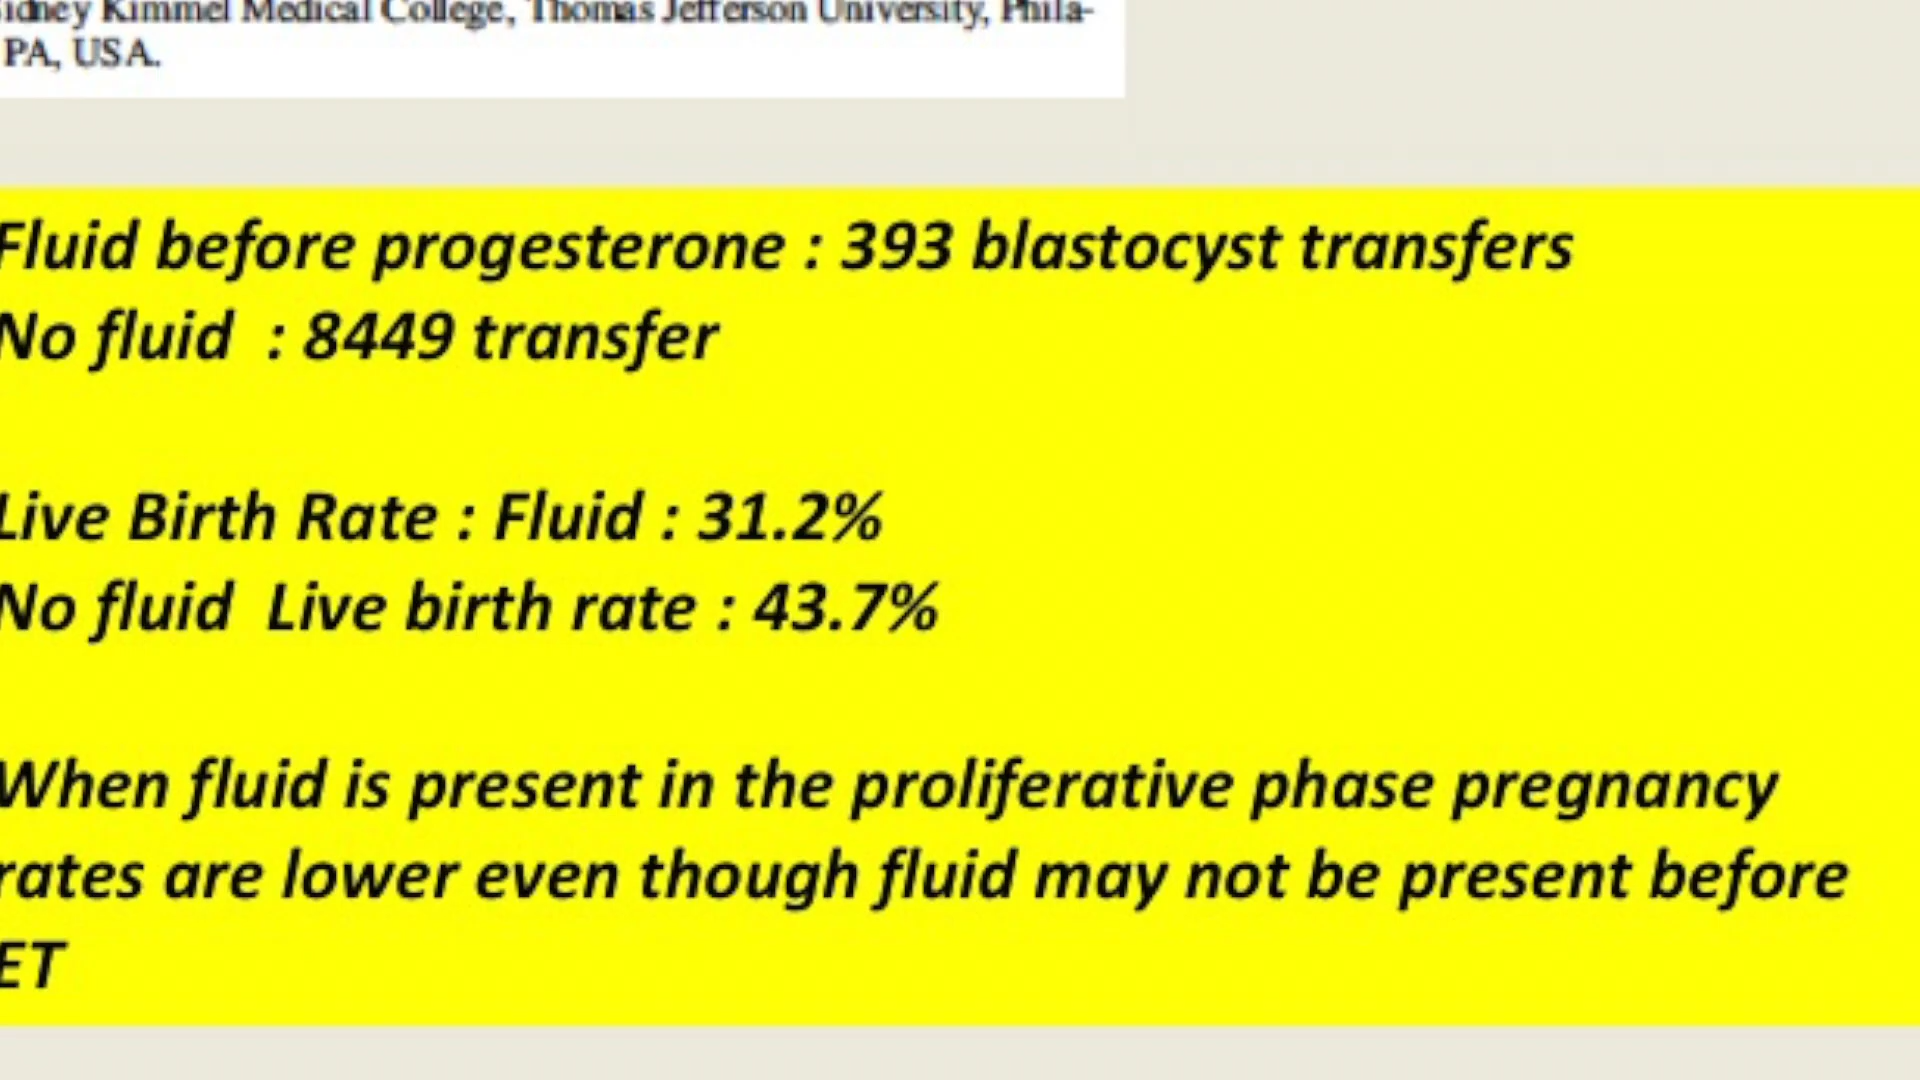 Sidney Kimmel Medical College, Thomas Jefferson University, Phila-
PA, USA.
Fluid before progesterone : 393 blastocyst transfers
No fluid : 8449 transfer
Live Birth Rate : Fluid : 31.2%
No fluid Live birth rate : 43.7%
When fluid is present in the proliferative phase pregnancy
rates are lower even though fluid may not be present before
ET